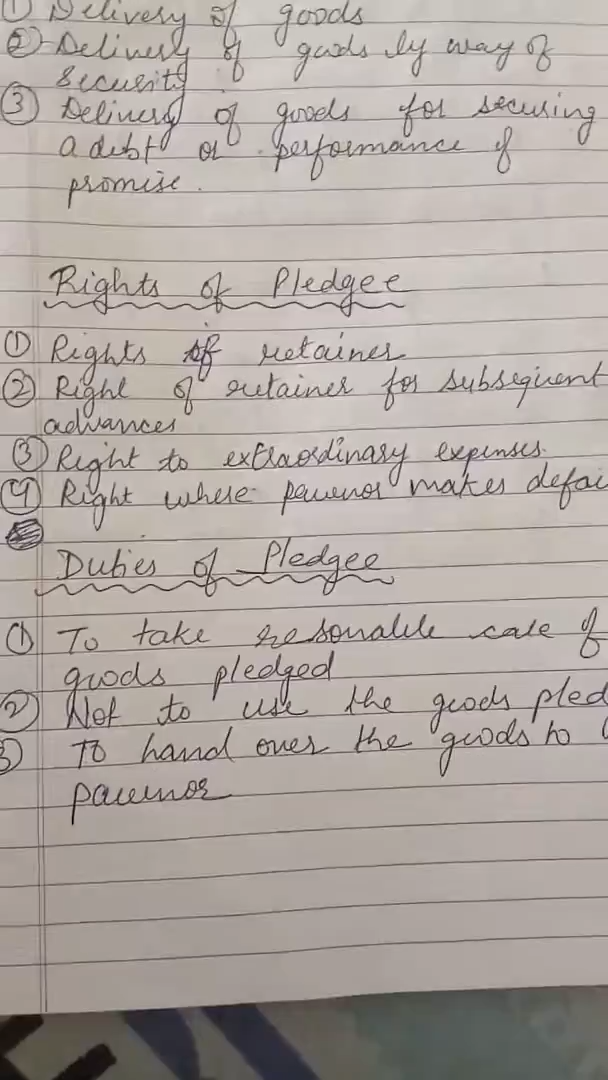 ① Delivery of goods
② Delivery of goods by way of
security
③ Delivery of goods for securing
a debt or performance of
promise.
Rights of Pledgee
① Rights of retainer
② Right of retainer for subsequent
advances
③ Right to extraordinary expenses.
④ Right where pawnor makes defau
Duties of Pledgee
① To take resonable care of
goods pledged
② Not to use the goods pled
③ To hand over the goods to
pawnor